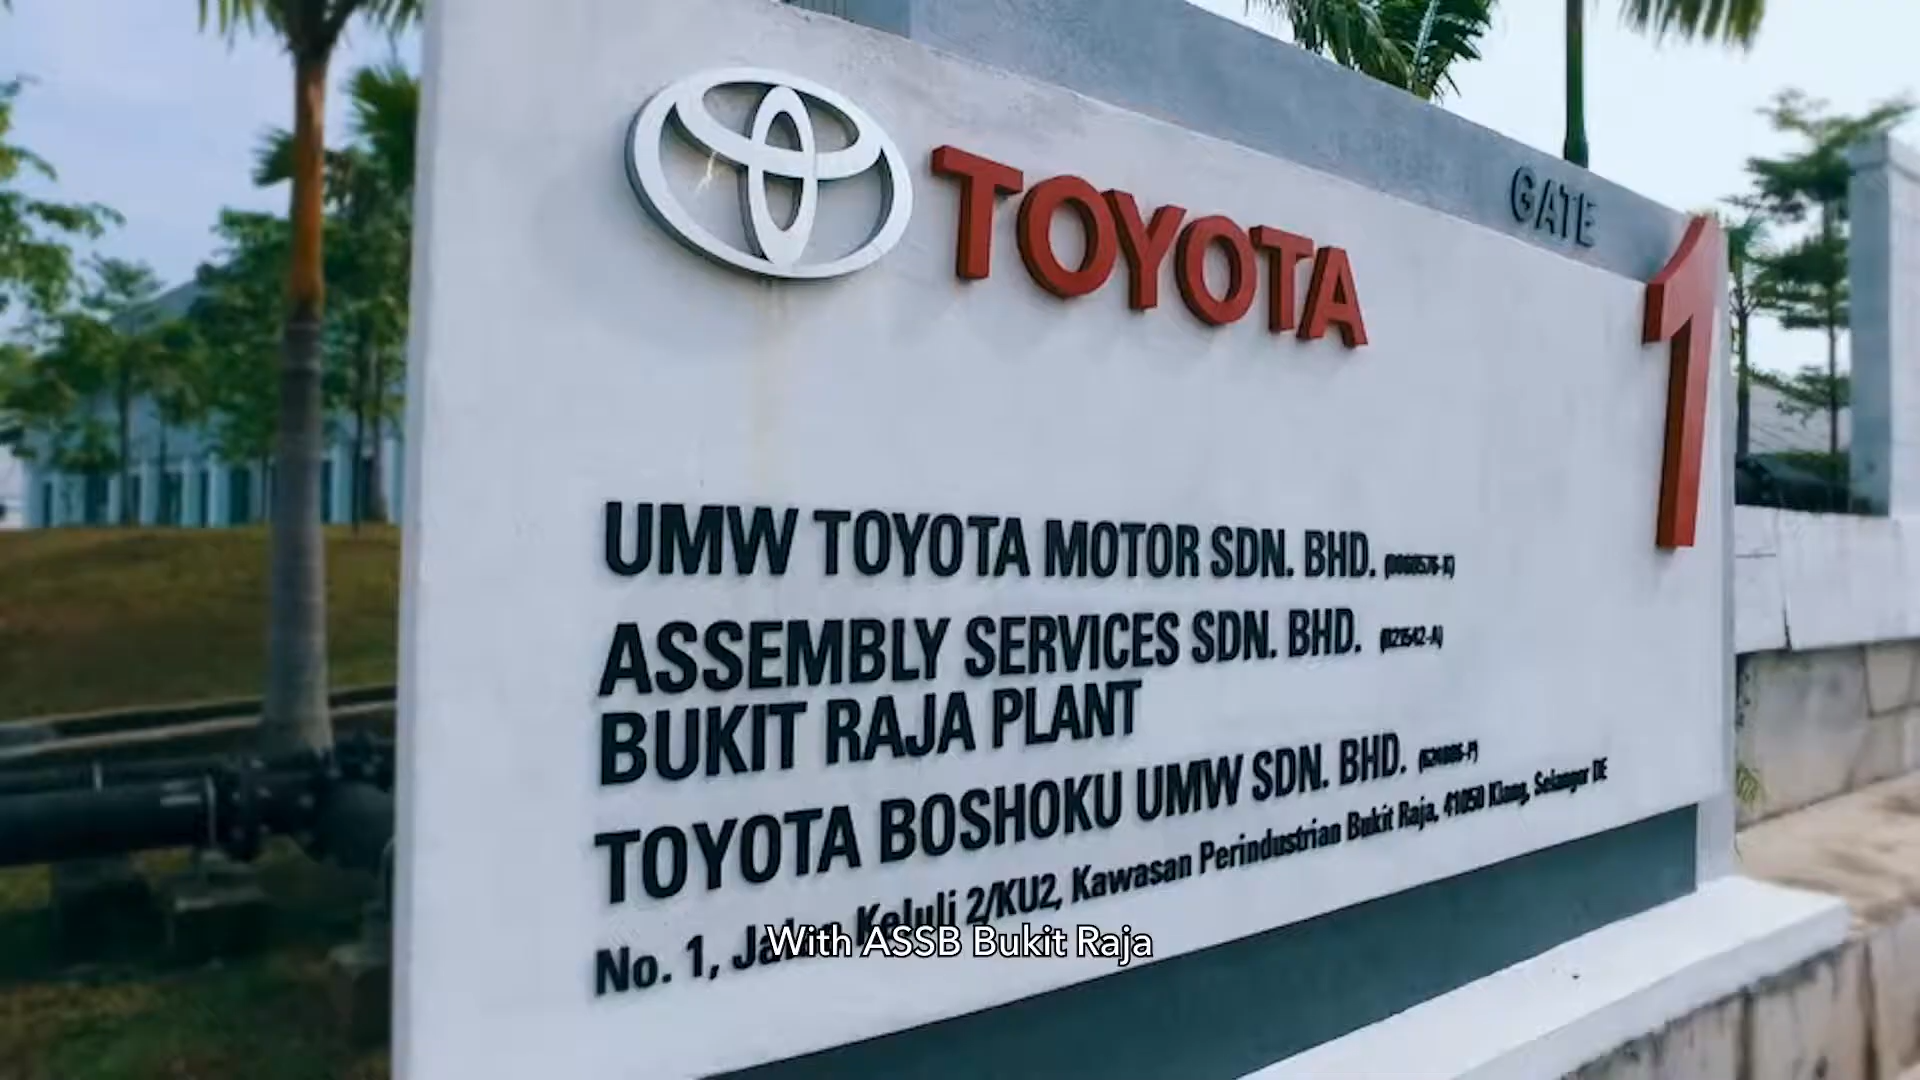 TOYOTA
GATE
1
UMW TOYOTA MOTOR SDN. BHD.
ASSEMBLY SERVICES SDN. BHD.
BUKIT RAJA PLANT
TOYOTA BOSHOKU UMW SDN. BHD.
No. 1, Jalan Keluli 2/KU2, Kawasan Perindustrian Bukit Raja, 41050 Klang, Selangor DE
With ASSB Bukit Raja